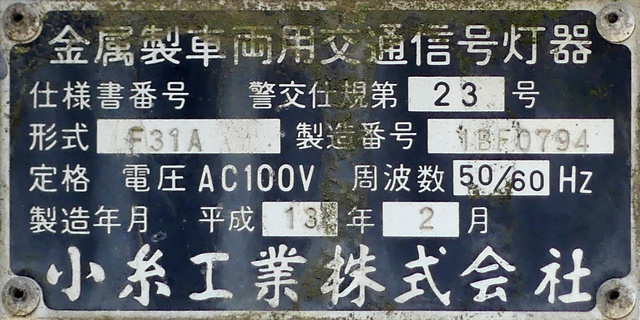 金属製車両用交通信号灯器
仕様書番号 警交仕規第 23 号
形式 F31A 製造番号 1BF0794
定格 電圧 AC100V 周波数 50/60 Hz
製造年月 平成 13 年 2 月
小糸工業株式会社